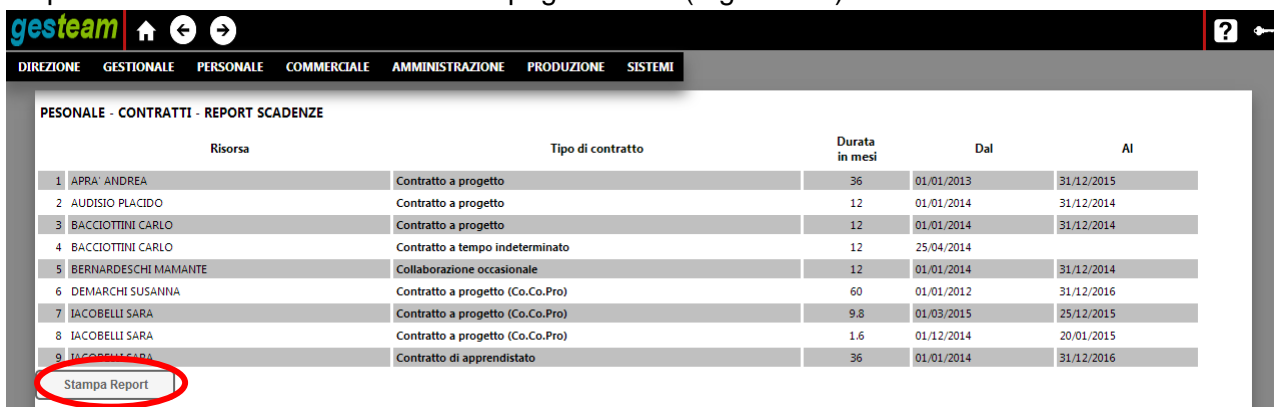 gesteam ?
DIREZIONE GESTIONALE PERSONALE COMMERCIALE AMMINISTRAZIONE PRODUZIONE SISTEMI
PESONALE - CONTRATTI - REPORT SCADENZE
Risorsa Tipo di contratto Durata in mesi Dal Al
1 APRA' ANDREA Contratto a progetto 36 01/01/2013 31/12/2015
2 AUDISIO PLACIDO Contratto a progetto 12 01/01/2014 31/12/2014
3 BACCIOTTINI CARLO Contratto a progetto 12 01/01/2014 31/12/2014
4 BACCIOTTINI CARLO Contratto a tempo indeterminato 12 25/04/2014
5 BERNARDESCHI MAMANTE Collaborazione occasionale 12 01/01/2014 31/12/2014
6 DEMARCHI SUSANNA Contratto a progetto (Co.Co.Pro) 60 01/01/2012 31/12/2016
7 IACOBELLI SARA Contratto a progetto (Co.Co.Pro) 9.8 01/03/2015 25/12/2015
8 IACOBELLI SARA Contratto a progetto (Co.Co.Pro) 1.6 01/12/2014 20/01/2015
9 IACOBELLI SARA Contratto di apprendistato 36 01/01/2014 31/12/2016
Stampa Report